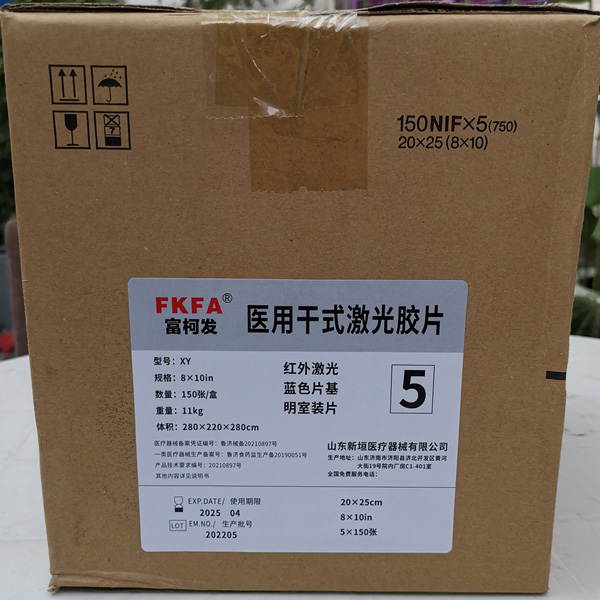 150NIF×5(750)
20×25(8×10)
7
FKFA® 医用干式激光胶片
富柯发
型号：XY
规格：8×10in
数量：150张/盒
重量：11kg
体积：280×220×280cm
红外激光
蓝色片基
明室装片
5
医疗器械备案凭证编号：鲁济械备20210897号
一类医疗器械生产备案号：鲁济食药监生产备20190051号
产品技术要求编号：20210897号
其他内容详见说明书
山东新垣医疗器械有限公司
生产地址：山东济南市济阳县济北开发区黄河
大街19号院内厂房C1-401室
全国免费服务电话：
EXP.DATE/ 使用期限
2025 04
LOT EM.NO./ 生产批号
202205
20×25cm
8×10in
5×150张